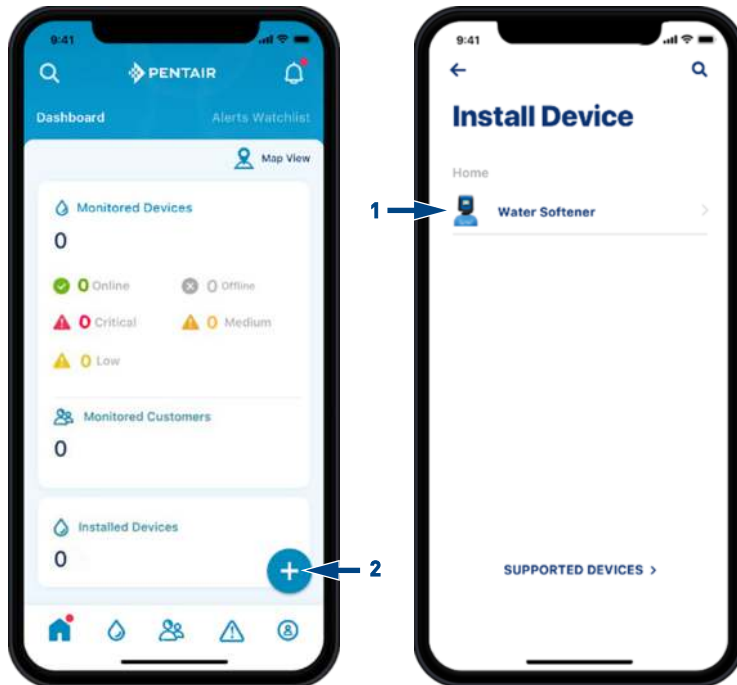 9:41
PENTAIR
Dashboard
Alerts Watchlist
Map View
Monitored Devices
0
0 Online
0 Offline
0 Critical
0 Medium
0 Low
Monitored Customers
0
Installed Devices
0
2
9:41
Install Device
Home
1
Water Softener
SUPPORTED DEVICES >